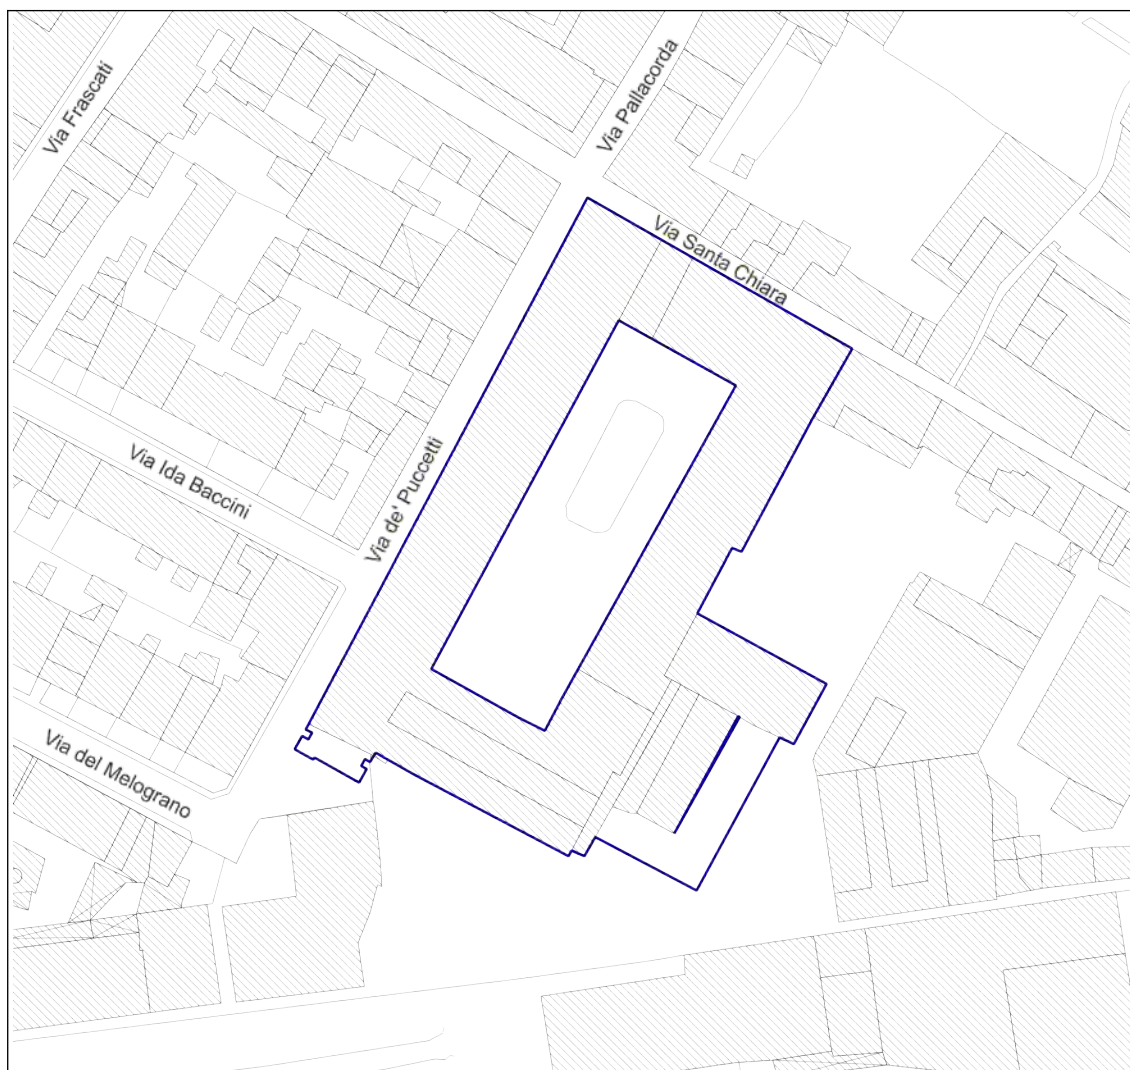 Via Frascati
Via Pallacorda
Via Santa Chiara
Via Ida Baccini
Via de' Puccetti
Via del Melograno